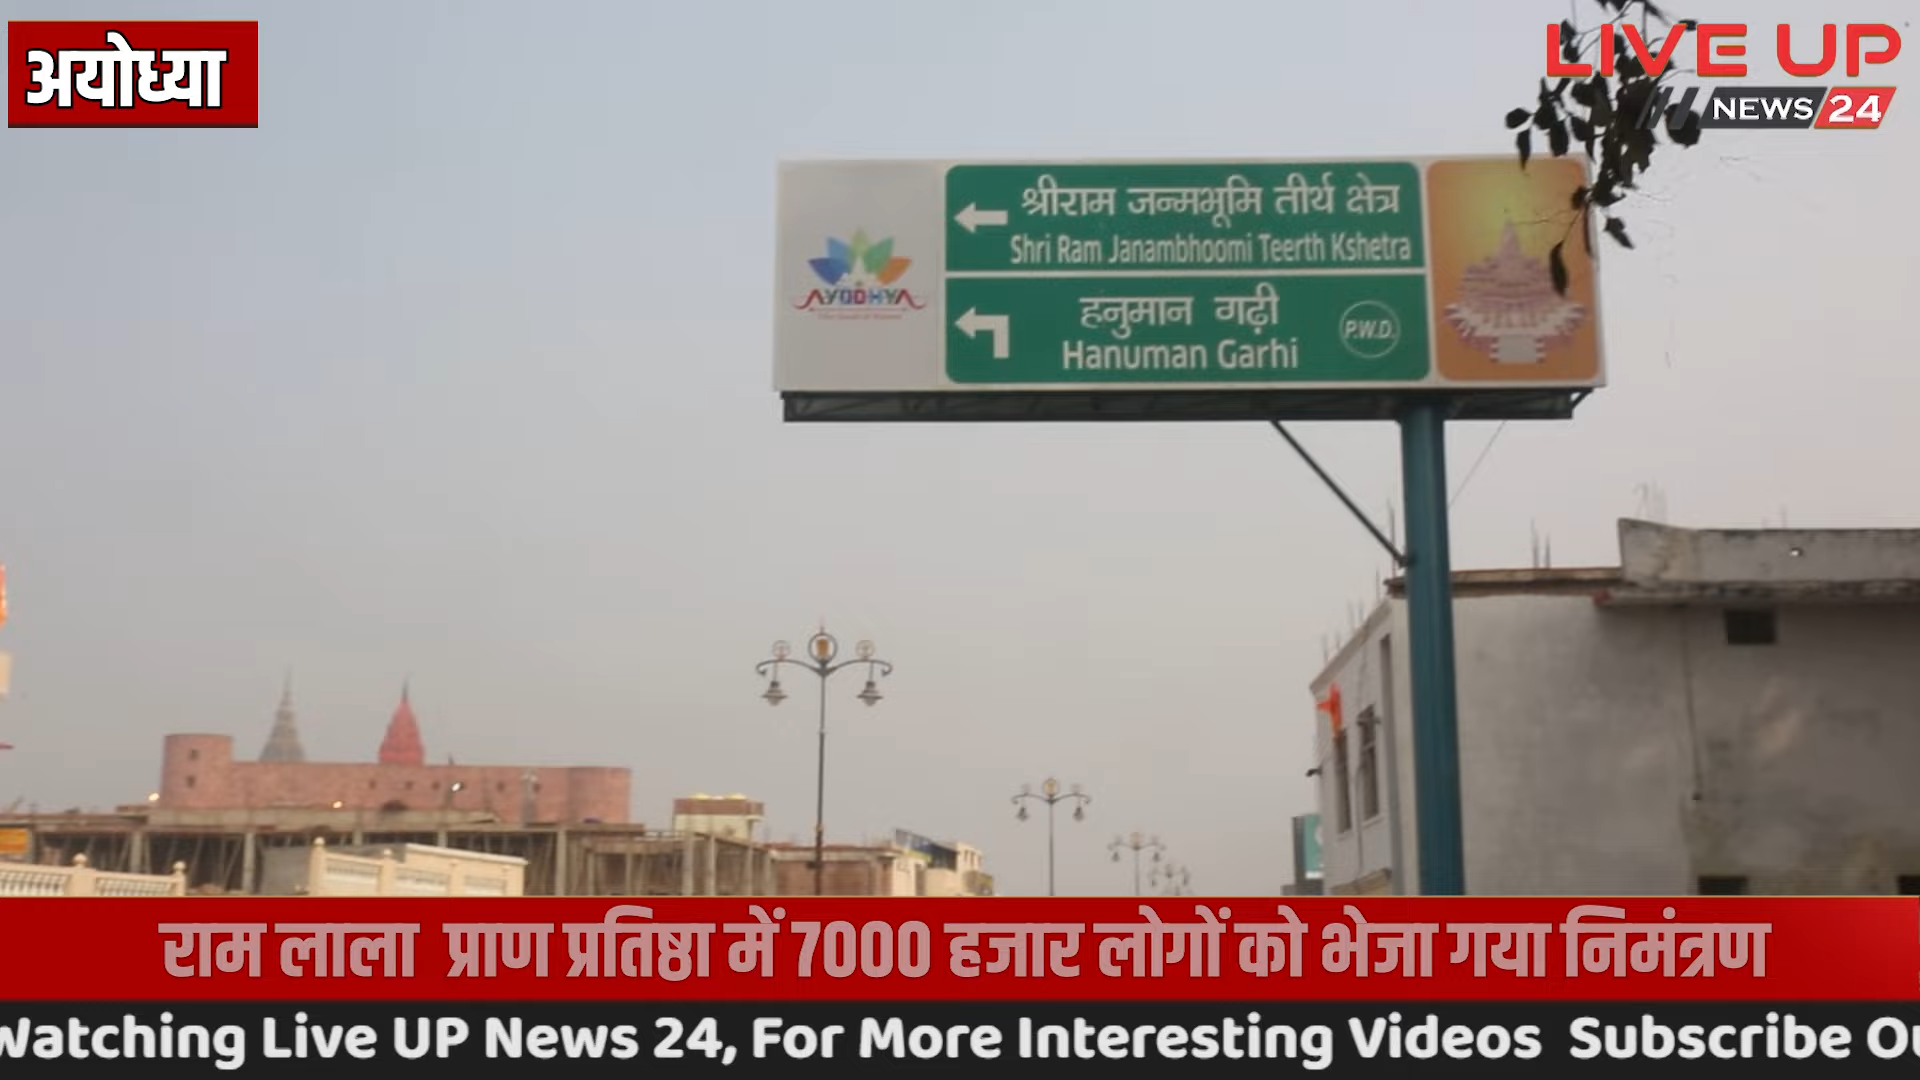 अयोध्या
LIVE UP
NEWS 24
श्रीराम जन्मभूमि तीर्थ क्षेत्र
Shri Ram Janambhoomi Teerth Kshetra
AYODHYA
हनुमान गढ़ी
Hanuman Garhi
P.W.D.
राम लाला प्राण प्रतिष्ठा में 7000 हजार लोगों को भेजा गया निमंत्रण
Watching Live UP News 24, For More Interesting Videos Subscribe Ou